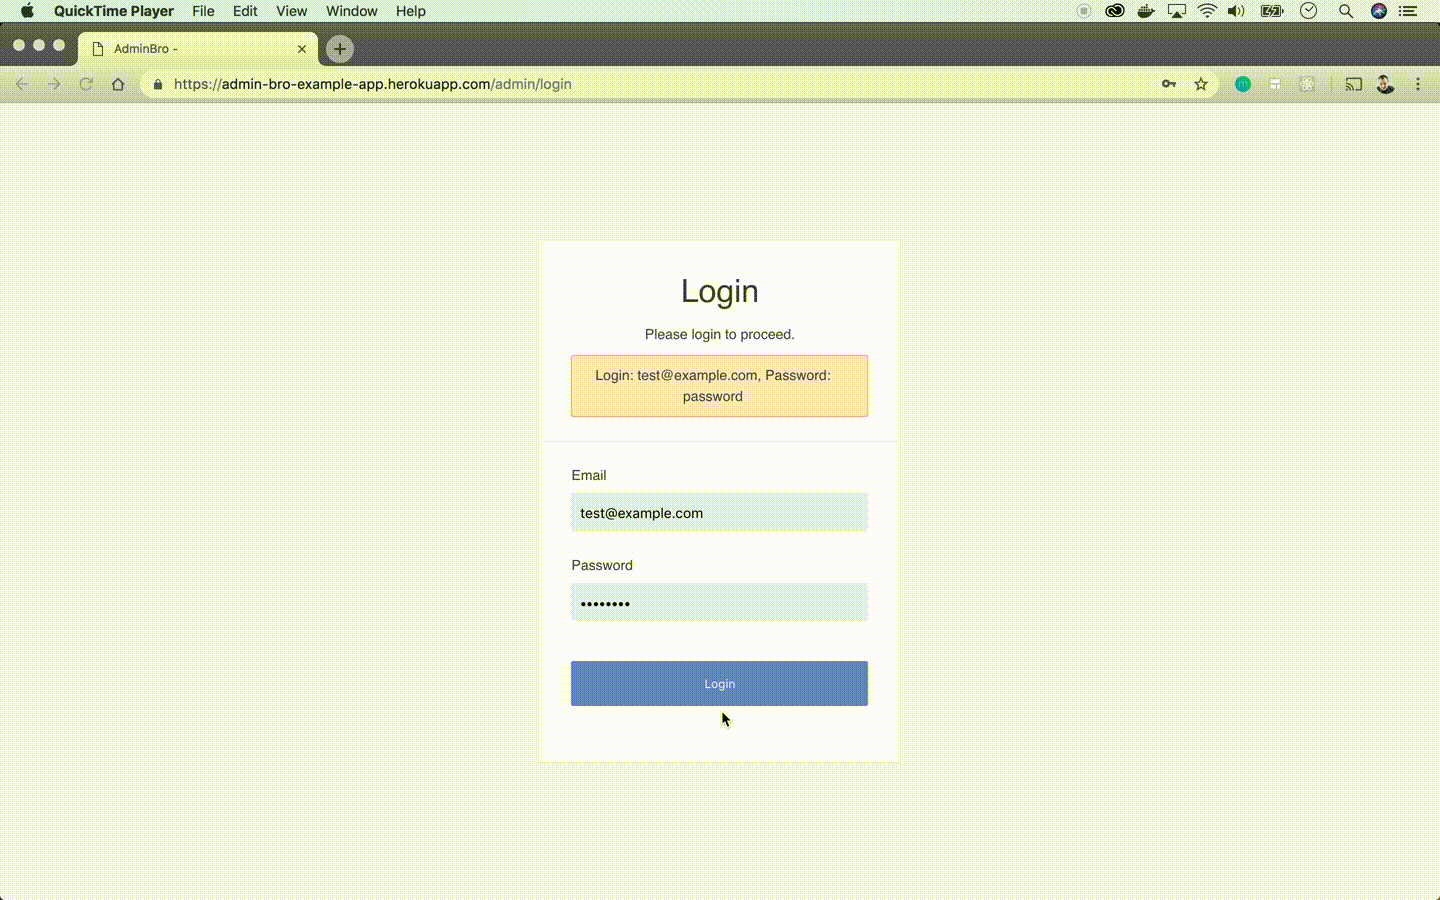 QuickTime Player File Edit View Window Help
AdminBro -
https://admin-bro-example-app.herokuapp.com/admin/login
Login
Please login to proceed.
Login: test@example.com, Password:
password
Email
test@example.com
Password
••••••••
Login